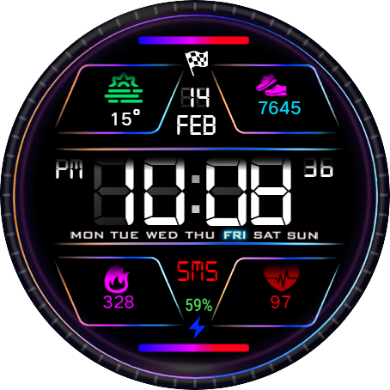 14
15° FEB 7645
PM 10:08 36
MON TUE WED THU FRI SAT SUN
SMS
328 59% 97